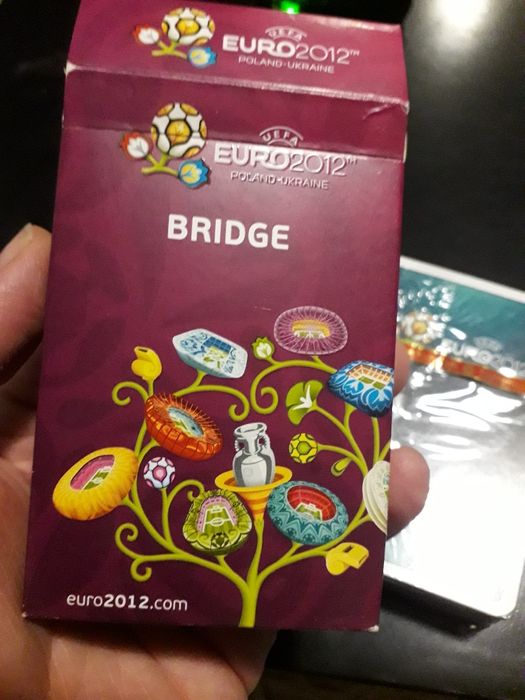 UEFA
EURO2012™
POLAND-UKRAINE
UEFA
EURO2012™
POLAND-UKRAINE
BRIDGE
euro2012.com